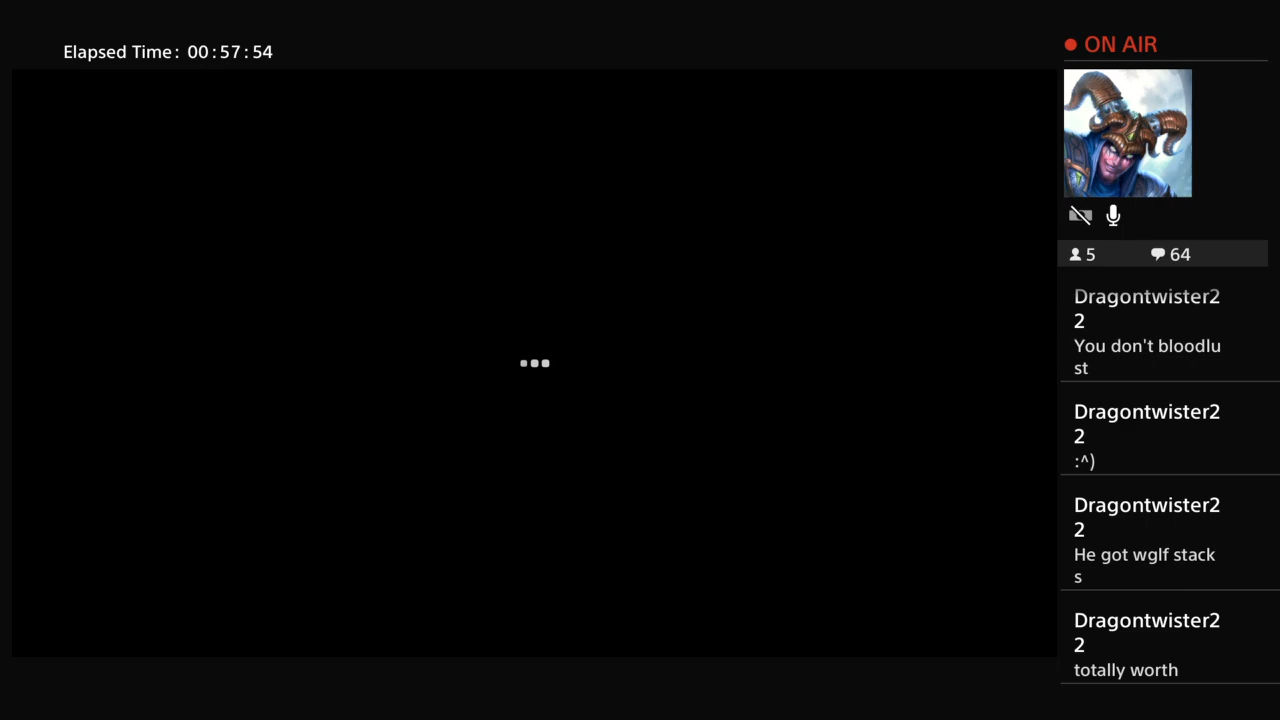 Elapsed Time: 00:57:54
ON AIR
5
64
Dragontwister2
2
You don't bloodlu
st
Dragontwister2
2
:^)
Dragontwister2
2
He got wglf stack
s
Dragontwister2
2
totally worth